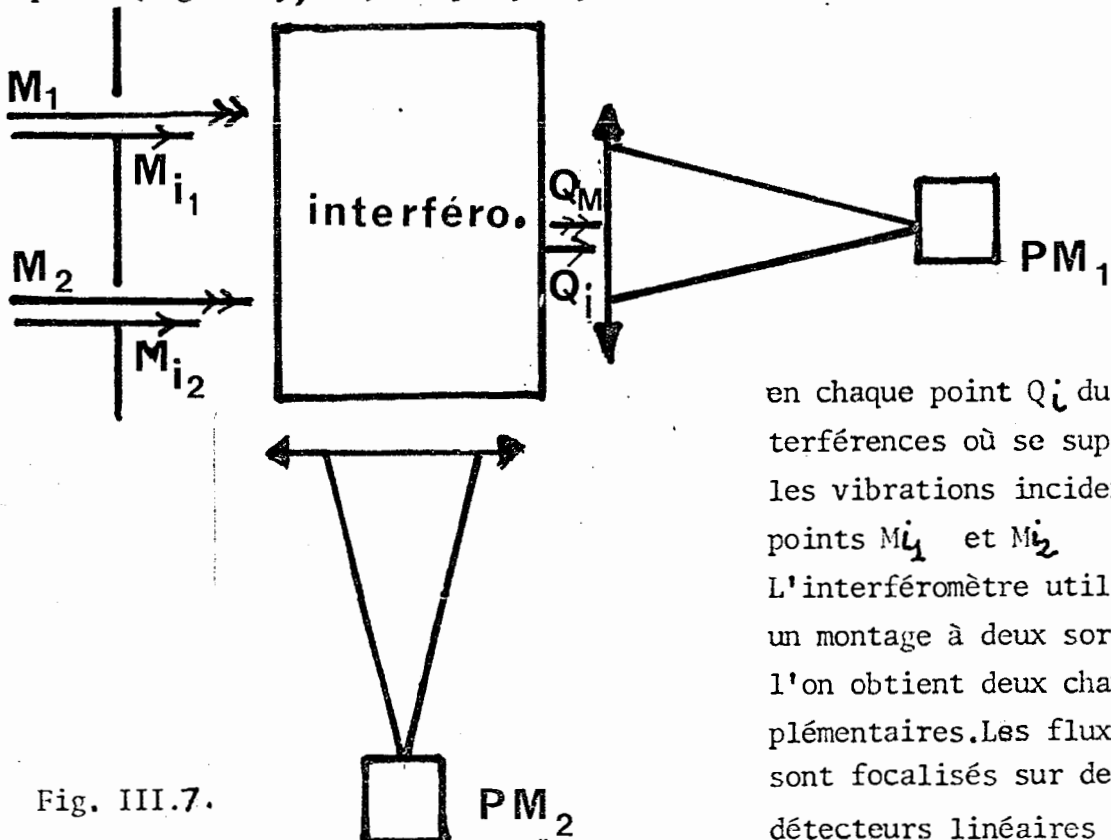 M1
Mi1
M2
Mi2
interféro.
QM
Qi
PM1
en chaque point Qi du
terférences où se sup
les vibrations incide
points Mi1 et Mi2
L'interféromètre util
un montage à deux sor
l'on obtient deux cha
plémentaires.Les flux
sont focalisés sur de
détecteurs linéaires
Fig. III.7.
PM2